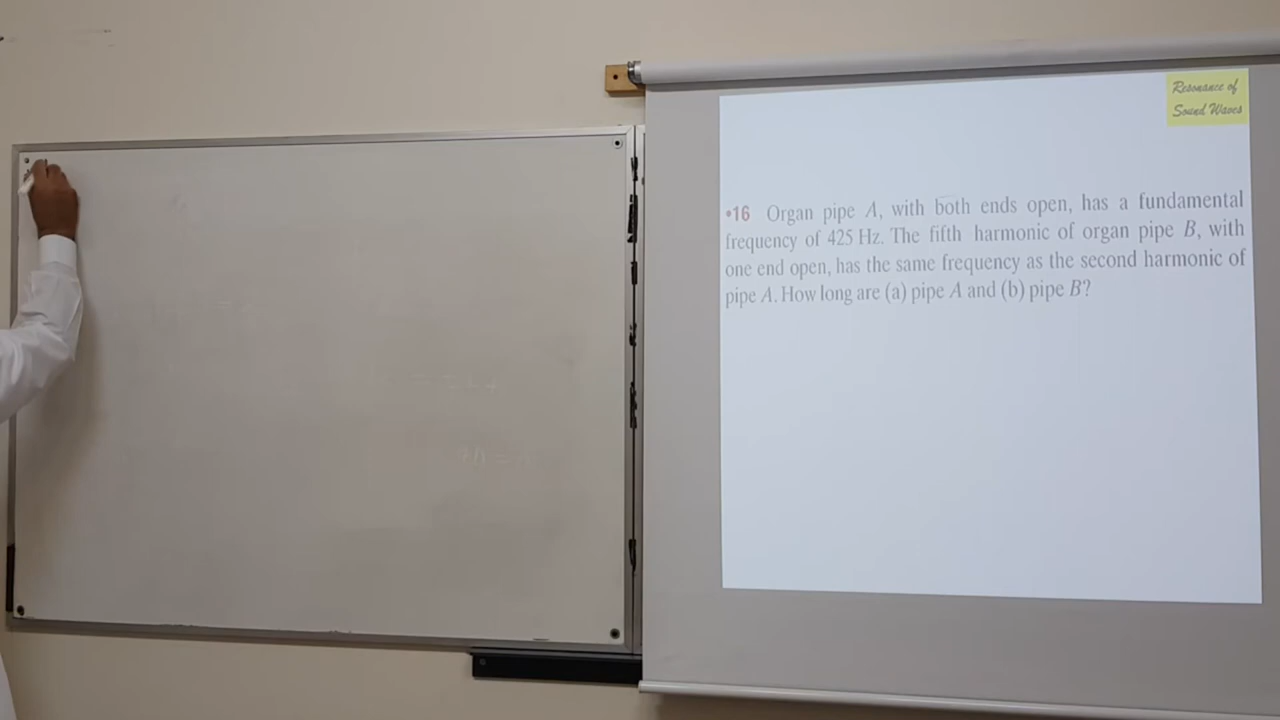 Resonance of
Sound Waves
•16 Organ pipe A, with both ends open, has a fundamental
frequency of 425 Hz. The fifth harmonic of organ pipe B, with
one end open, has the same frequency as the second harmonic of
pipe A. How long are (a) pipe A and (b) pipe B?